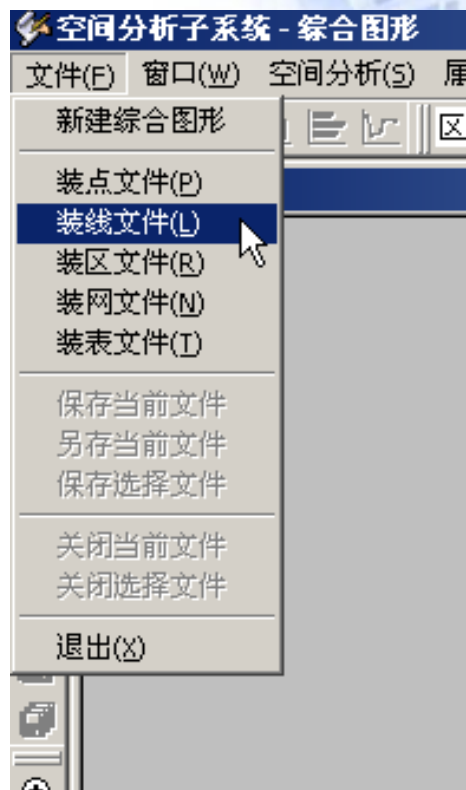 空间分析子系统 - 综合图形
文件(F) 窗口(W) 空间分析(S)
新建综合图形
区
装点文件(P)
装线文件(L)
装区文件(R)
装网文件(N)
装表文件(T)
保存当前文件
另存当前文件
保存选择文件
关闭当前文件
关闭选择文件
退出(X)